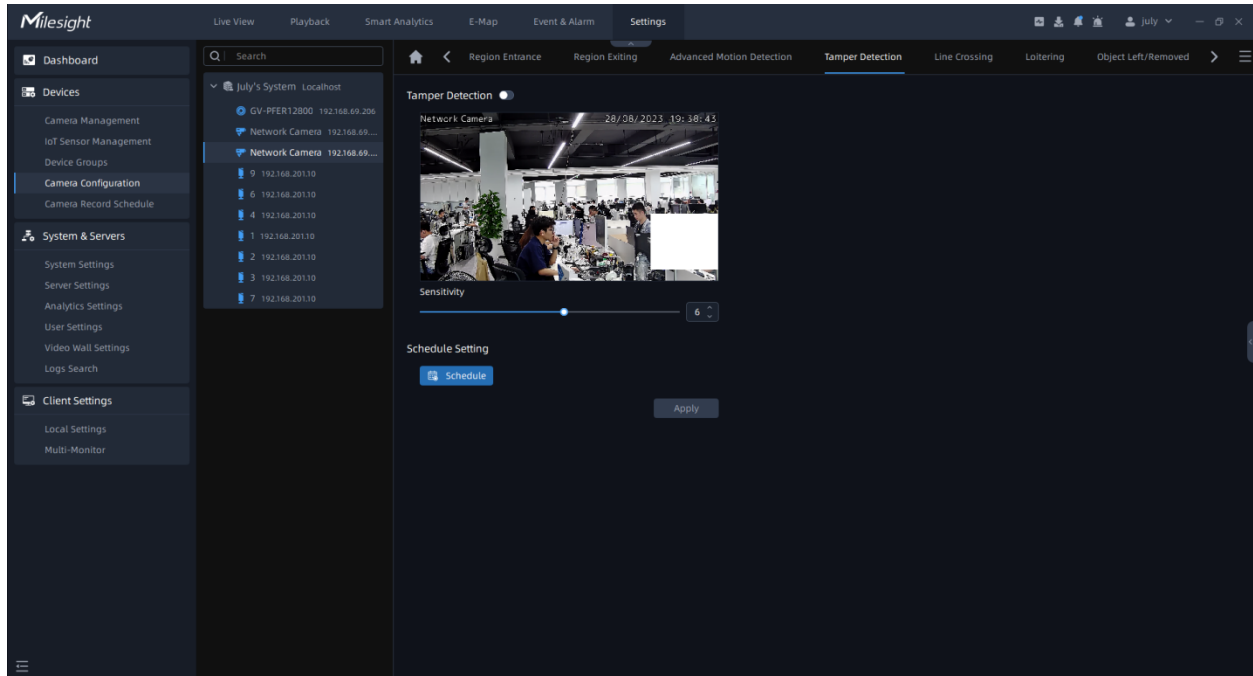 Milesight
Live View Playback Smart Analytics E-Map Event & Alarm Settings
july
Dashboard
Devices
Camera Management
IoT Sensor Management
Device Groups
Camera Configuration
Camera Record Schedule
System & Servers
System Settings
Server Settings
Analytics Settings
User Settings
Video Wall Settings
Logs Search
Client Settings
Local Settings
Multi-Monitor
Search
July's System Localhost
GV-PFER12800 192.168.69.206
Network Camera 192.168.69....
Network Camera 192.168.69....
9 192.168.201.10
6 192.168.201.10
4 192.168.201.10
1 192.168.201.10
2 192.168.201.10
3 192.168.201.10
7 192.168.201.10
Region Entrance Region Exiting Advanced Motion Detection Tamper Detection Line Crossing Loitering Object Left/Removed
Tamper Detection
Network Camera 28/08/2023 19:38:43
Sensitivity
6
Schedule Setting
Schedule
Apply